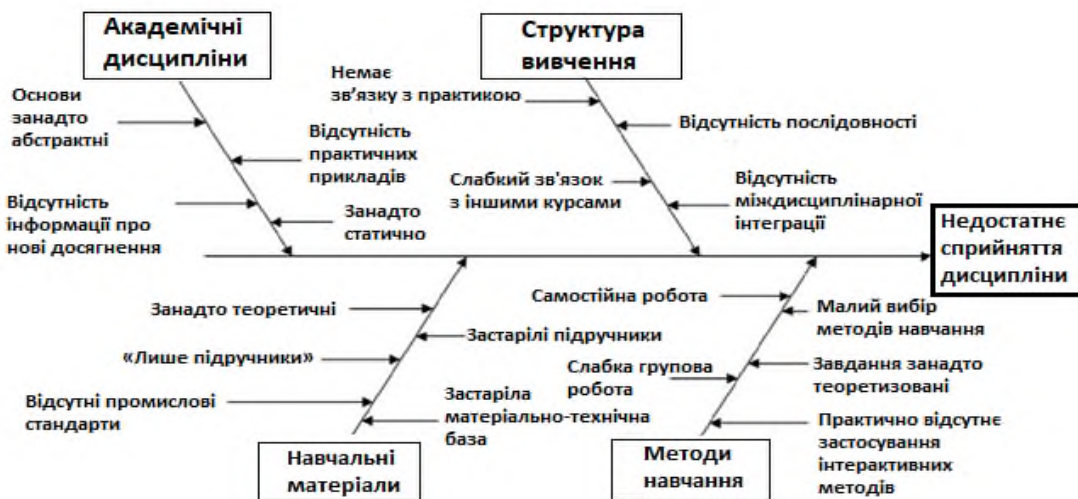 Академічні
дисципліни
Структура
вивчення
Немає
зв’язку з практикою
Основи
занадто
абстрактні
Відсутність
практичних
прикладів
Відсутність послідовності
Слабкий зв'язок
з іншими курсами
Відсутність
міждисциплінарної
інтеграції
Відсутність
інформації про
нові досягнення
Занадто
статично
Недостатнє
сприйняття
дисципліни
Занадто теоретичні
Застарілі підручники
«Лише підручники»
Відсутні промислові
стандарти
Застаріла
матеріально-технічна
база
Навчальні
матеріали
Самостійна робота
Малий вибір
методів навчання
Слабка групова
робота
Завдання занадто
теоретизовані
Практично відсутнє
застосування
інтерактивних
методів
Методи
навчання